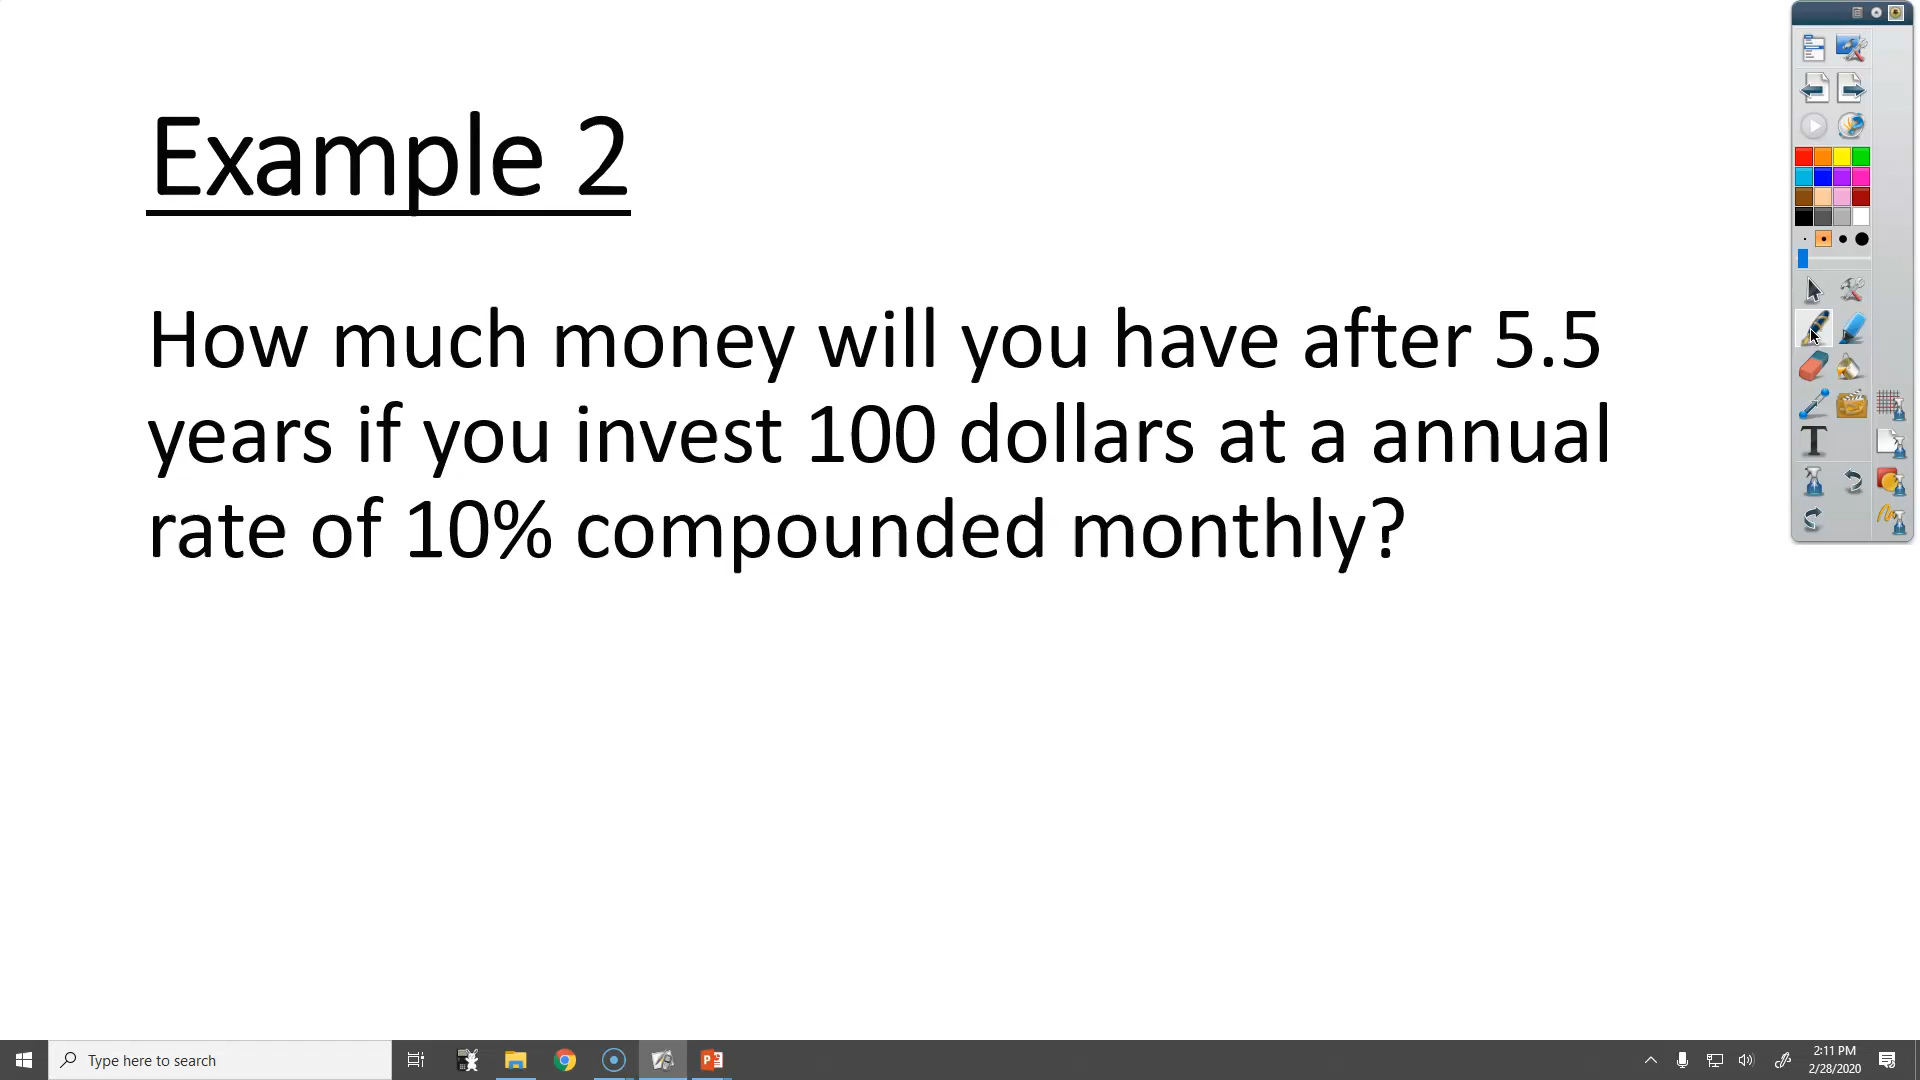 Example 2
How much money will you have after 5.5
years if you invest 100 dollars at a annual
rate of 10% compounded monthly?
T
Type here to search
2:11 PM
2/28/2020